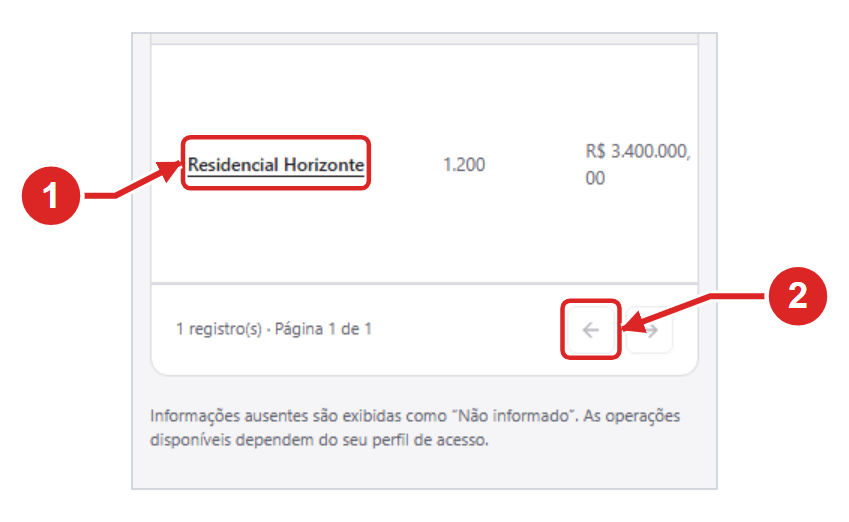 1
Residencial Horizonte
1.200
R$ 3.400.000,
00
2
1 registro(s) · Página 1 de 1
Informações ausentes são exibidas como “Não informado”. As operações
disponíveis dependem do seu perfil de acesso.